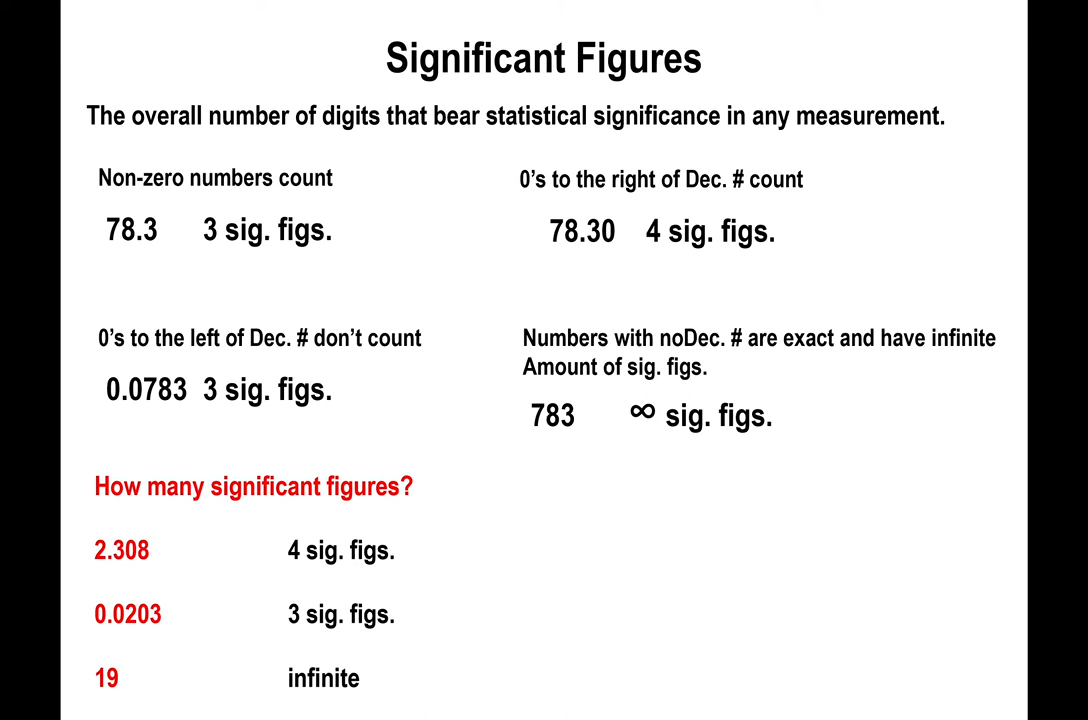 Significant Figures
The overall number of digits that bear statistical significance in any measurement.
Non-zero numbers count
78.3 3 sig. figs.
0's to the right of Dec. # count
78.30 4 sig. figs.
0's to the left of Dec. # don't count
0.0783 3 sig. figs.
Numbers with noDec. # are exact and have infinite
Amount of sig. figs.
783 ∞ sig. figs.
How many significant figures?
2.308 4 sig. figs.
0.0203 3 sig. figs.
19 infinite